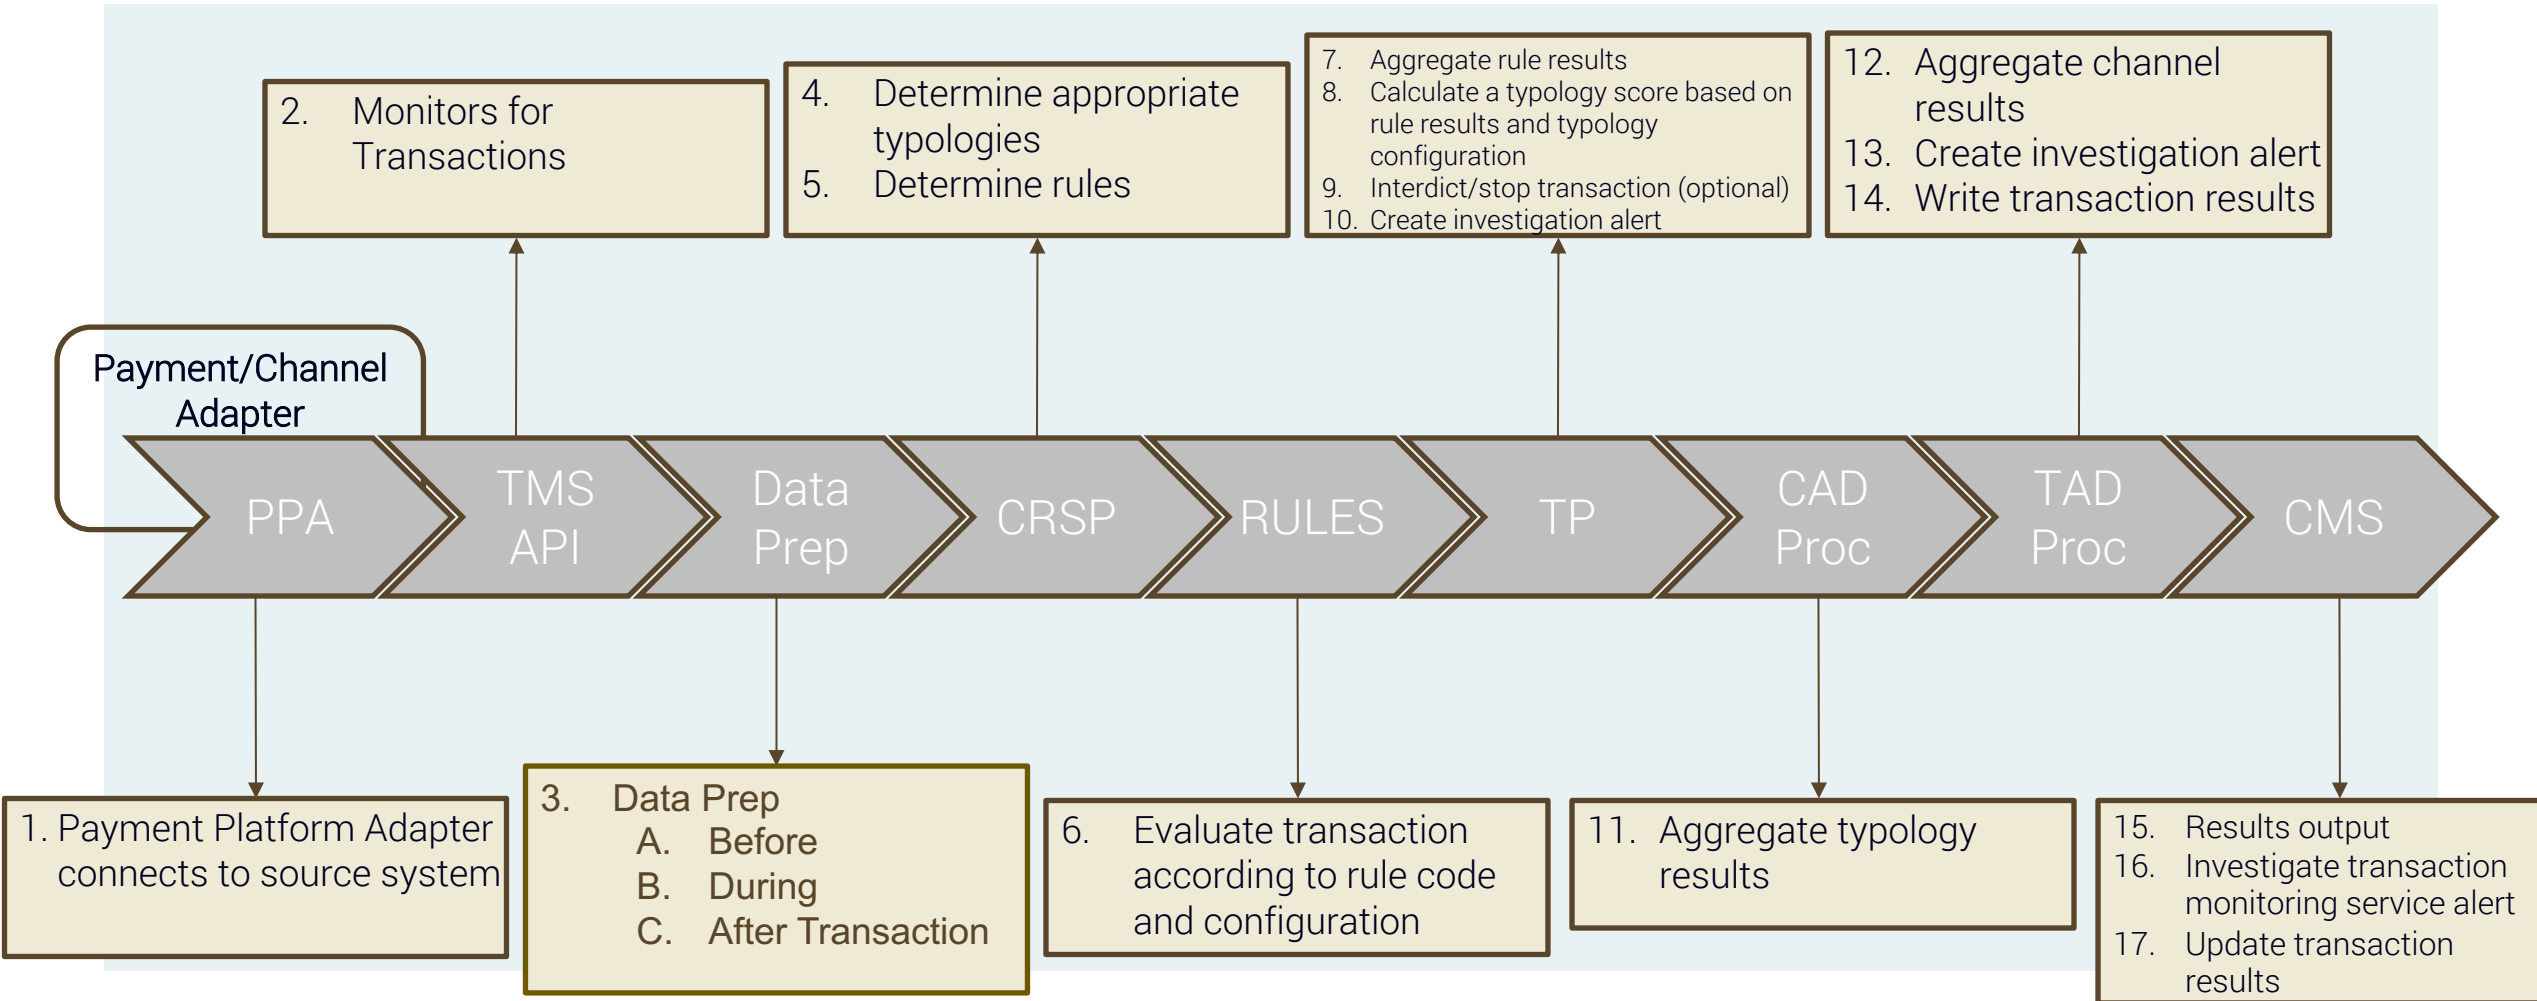 2. Monitors for
Transactions
4. Determine appropriate
typologies
5. Determine rules
7. Aggregate rule results
8. Calculate a typology score based on
rule results and typology
configuration
9. Interdict/stop transaction (optional)
10. Create investigation alert
12. Aggregate channel
results
13. Create investigation alert
14. Write transaction results
Payment/Channel
Adapter
PPA
TMS
API
Data
Prep
CRSP
RULES
TP
CAD
Proc
TAD
Proc
CMS
1. Payment Platform Adapter
connects to source system
3. Data Prep
A. Before
B. During
C. After Transaction
6. Evaluate transaction
according to rule code
and configuration
11. Aggregate typology
results
15. Results output
16. Investigate transaction
monitoring service alert
17. Update transaction
results